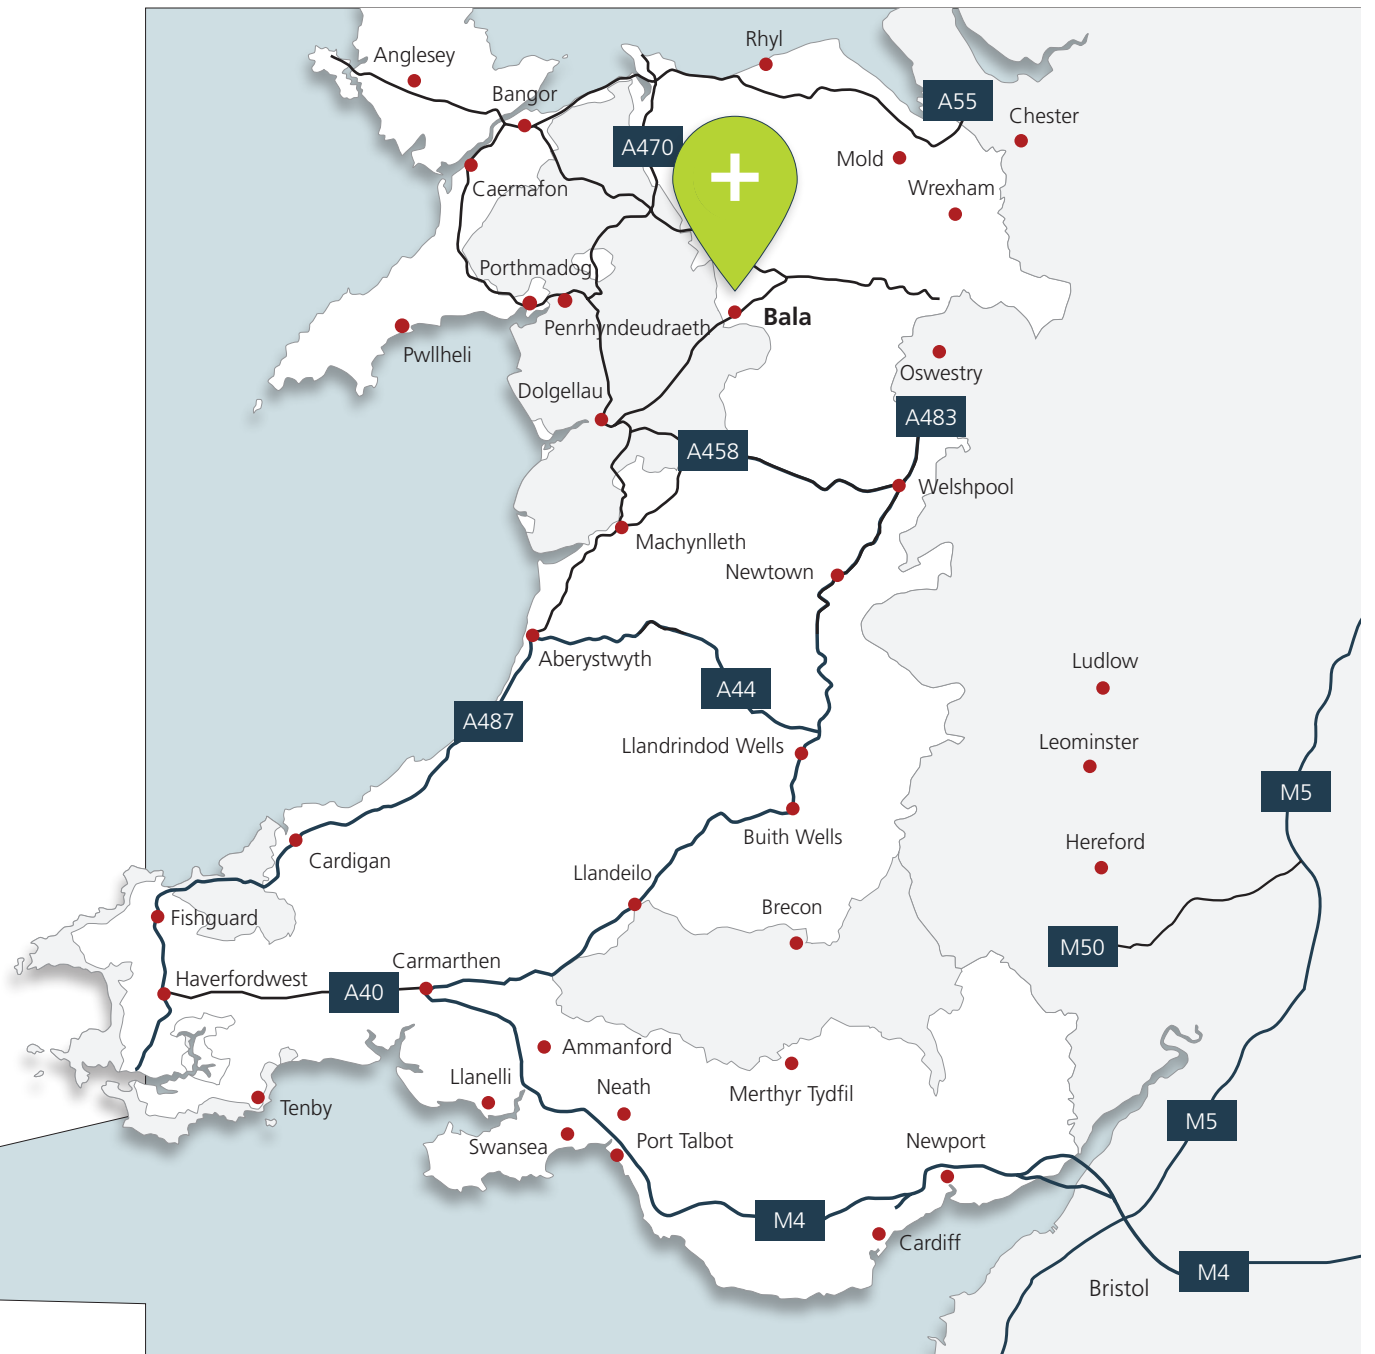 Rhyl
Anglesey
Bangor
A55
Chester
A470
Mold
Caernafon
Wrexham
Porthmadog
Bala
Penrhyndeudraeth
Pwllheli
Oswestry
Dolgellau
A483
A458
Welshpool
Machynlleth
Newtown
Aberystwyth
Ludlow
A44
A487
Llandrindod Wells
Leominster
M5
Buith Wells
Hereford
Cardigan
Llandeilo
Brecon
Fishguard
M50
Carmarthen
Haverfordwest
A40
Ammanford
Llanelli
Neath
Merthyr Tydfil
Tenby
M5
Swansea
Port Talbot
Newport
M4
Cardiff
M4
Bristol